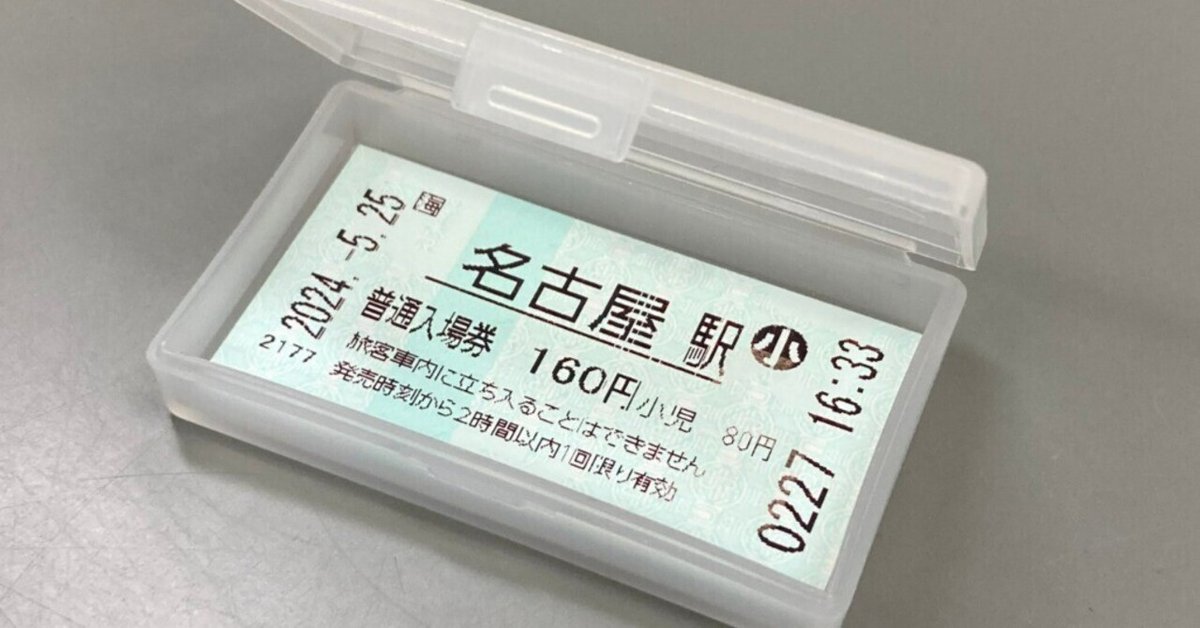 2024.-5.25 海
名古屋 駅 小
普通入場券 160円 小児 80円
旅客車内に立ち入ることはできません
発売時刻から2時間以内1回限り有効
2177
16:33
0227